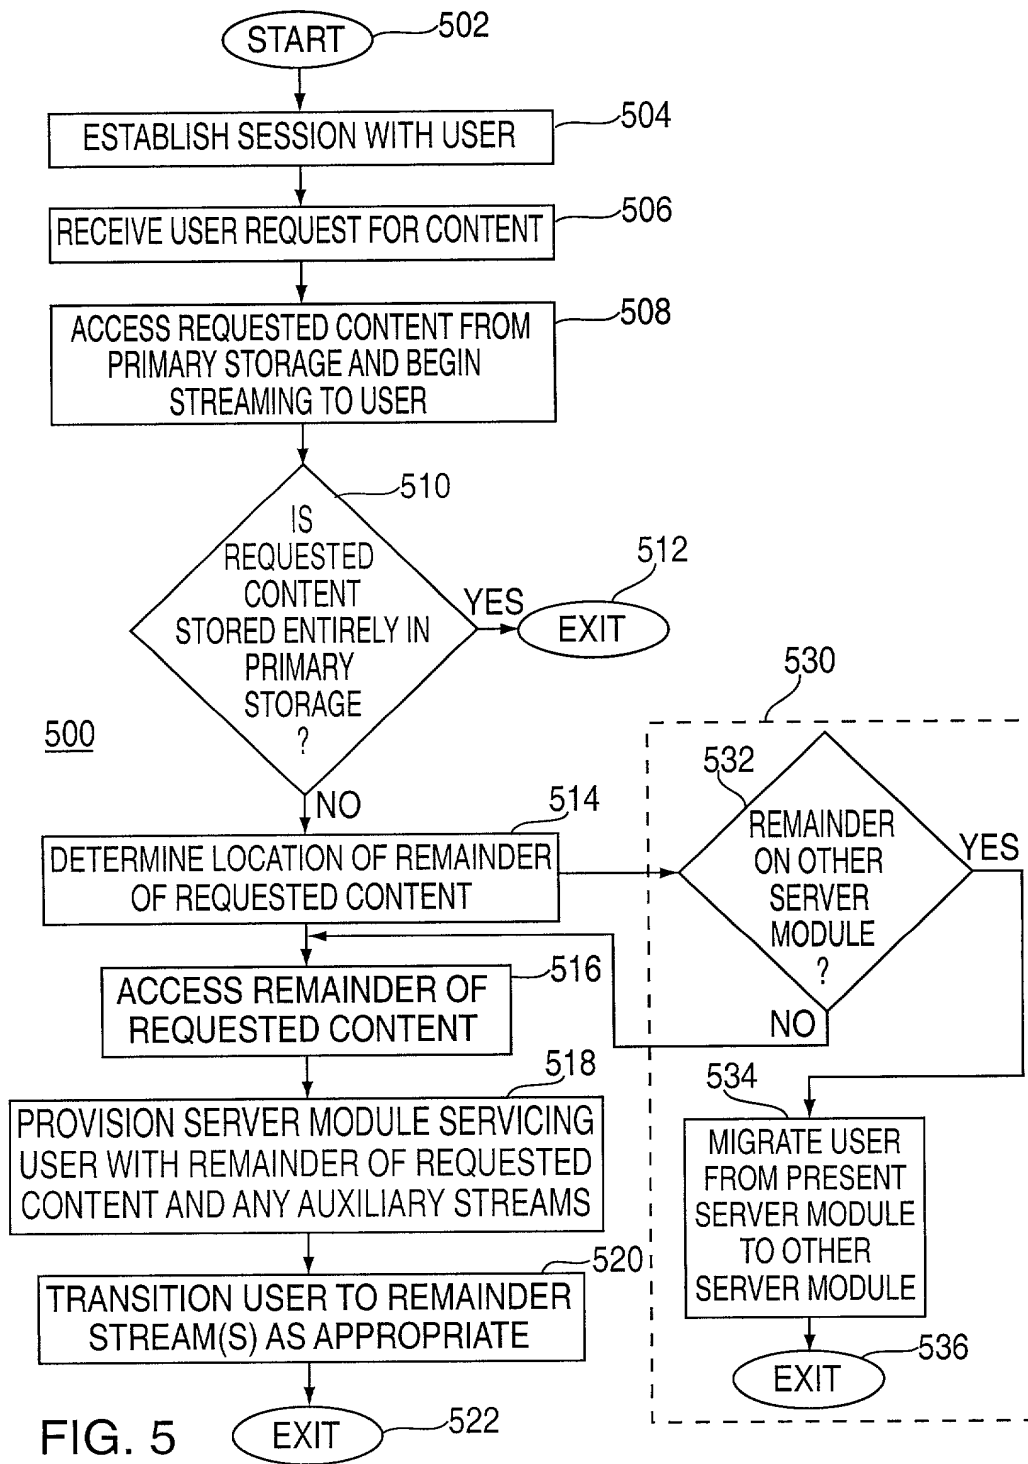 START
502
ESTABLISH SESSION WITH USER
504
RECEIVE USER REQUEST FOR CONTENT
506
ACCESS REQUESTED CONTENT FROM
PRIMARY STORAGE AND BEGIN
STREAMING TO USER
508
510
IS
REQUESTED
CONTENT
STORED ENTIRELY IN
PRIMARY
STORAGE
?
YES
512
EXIT
500
NO
514
DETERMINE LOCATION OF REMAINDER
OF REQUESTED CONTENT
530
532
REMAINDER
ON OTHER
SERVER
MODULE
?
YES
NO
516
ACCESS REMAINDER OF
REQUESTED CONTENT
518
PROVISION SERVER MODULE SERVICING
USER WITH REMAINDER OF REQUESTED
CONTENT AND ANY AUXILIARY STREAMS
534
MIGRATE USER
FROM PRESENT
SERVER MODULE
TO OTHER
SERVER MODULE
520
TRANSITION USER TO REMAINDER
STREAM(S) AS APPROPRIATE
EXIT
536
EXIT
522
FIG. 5